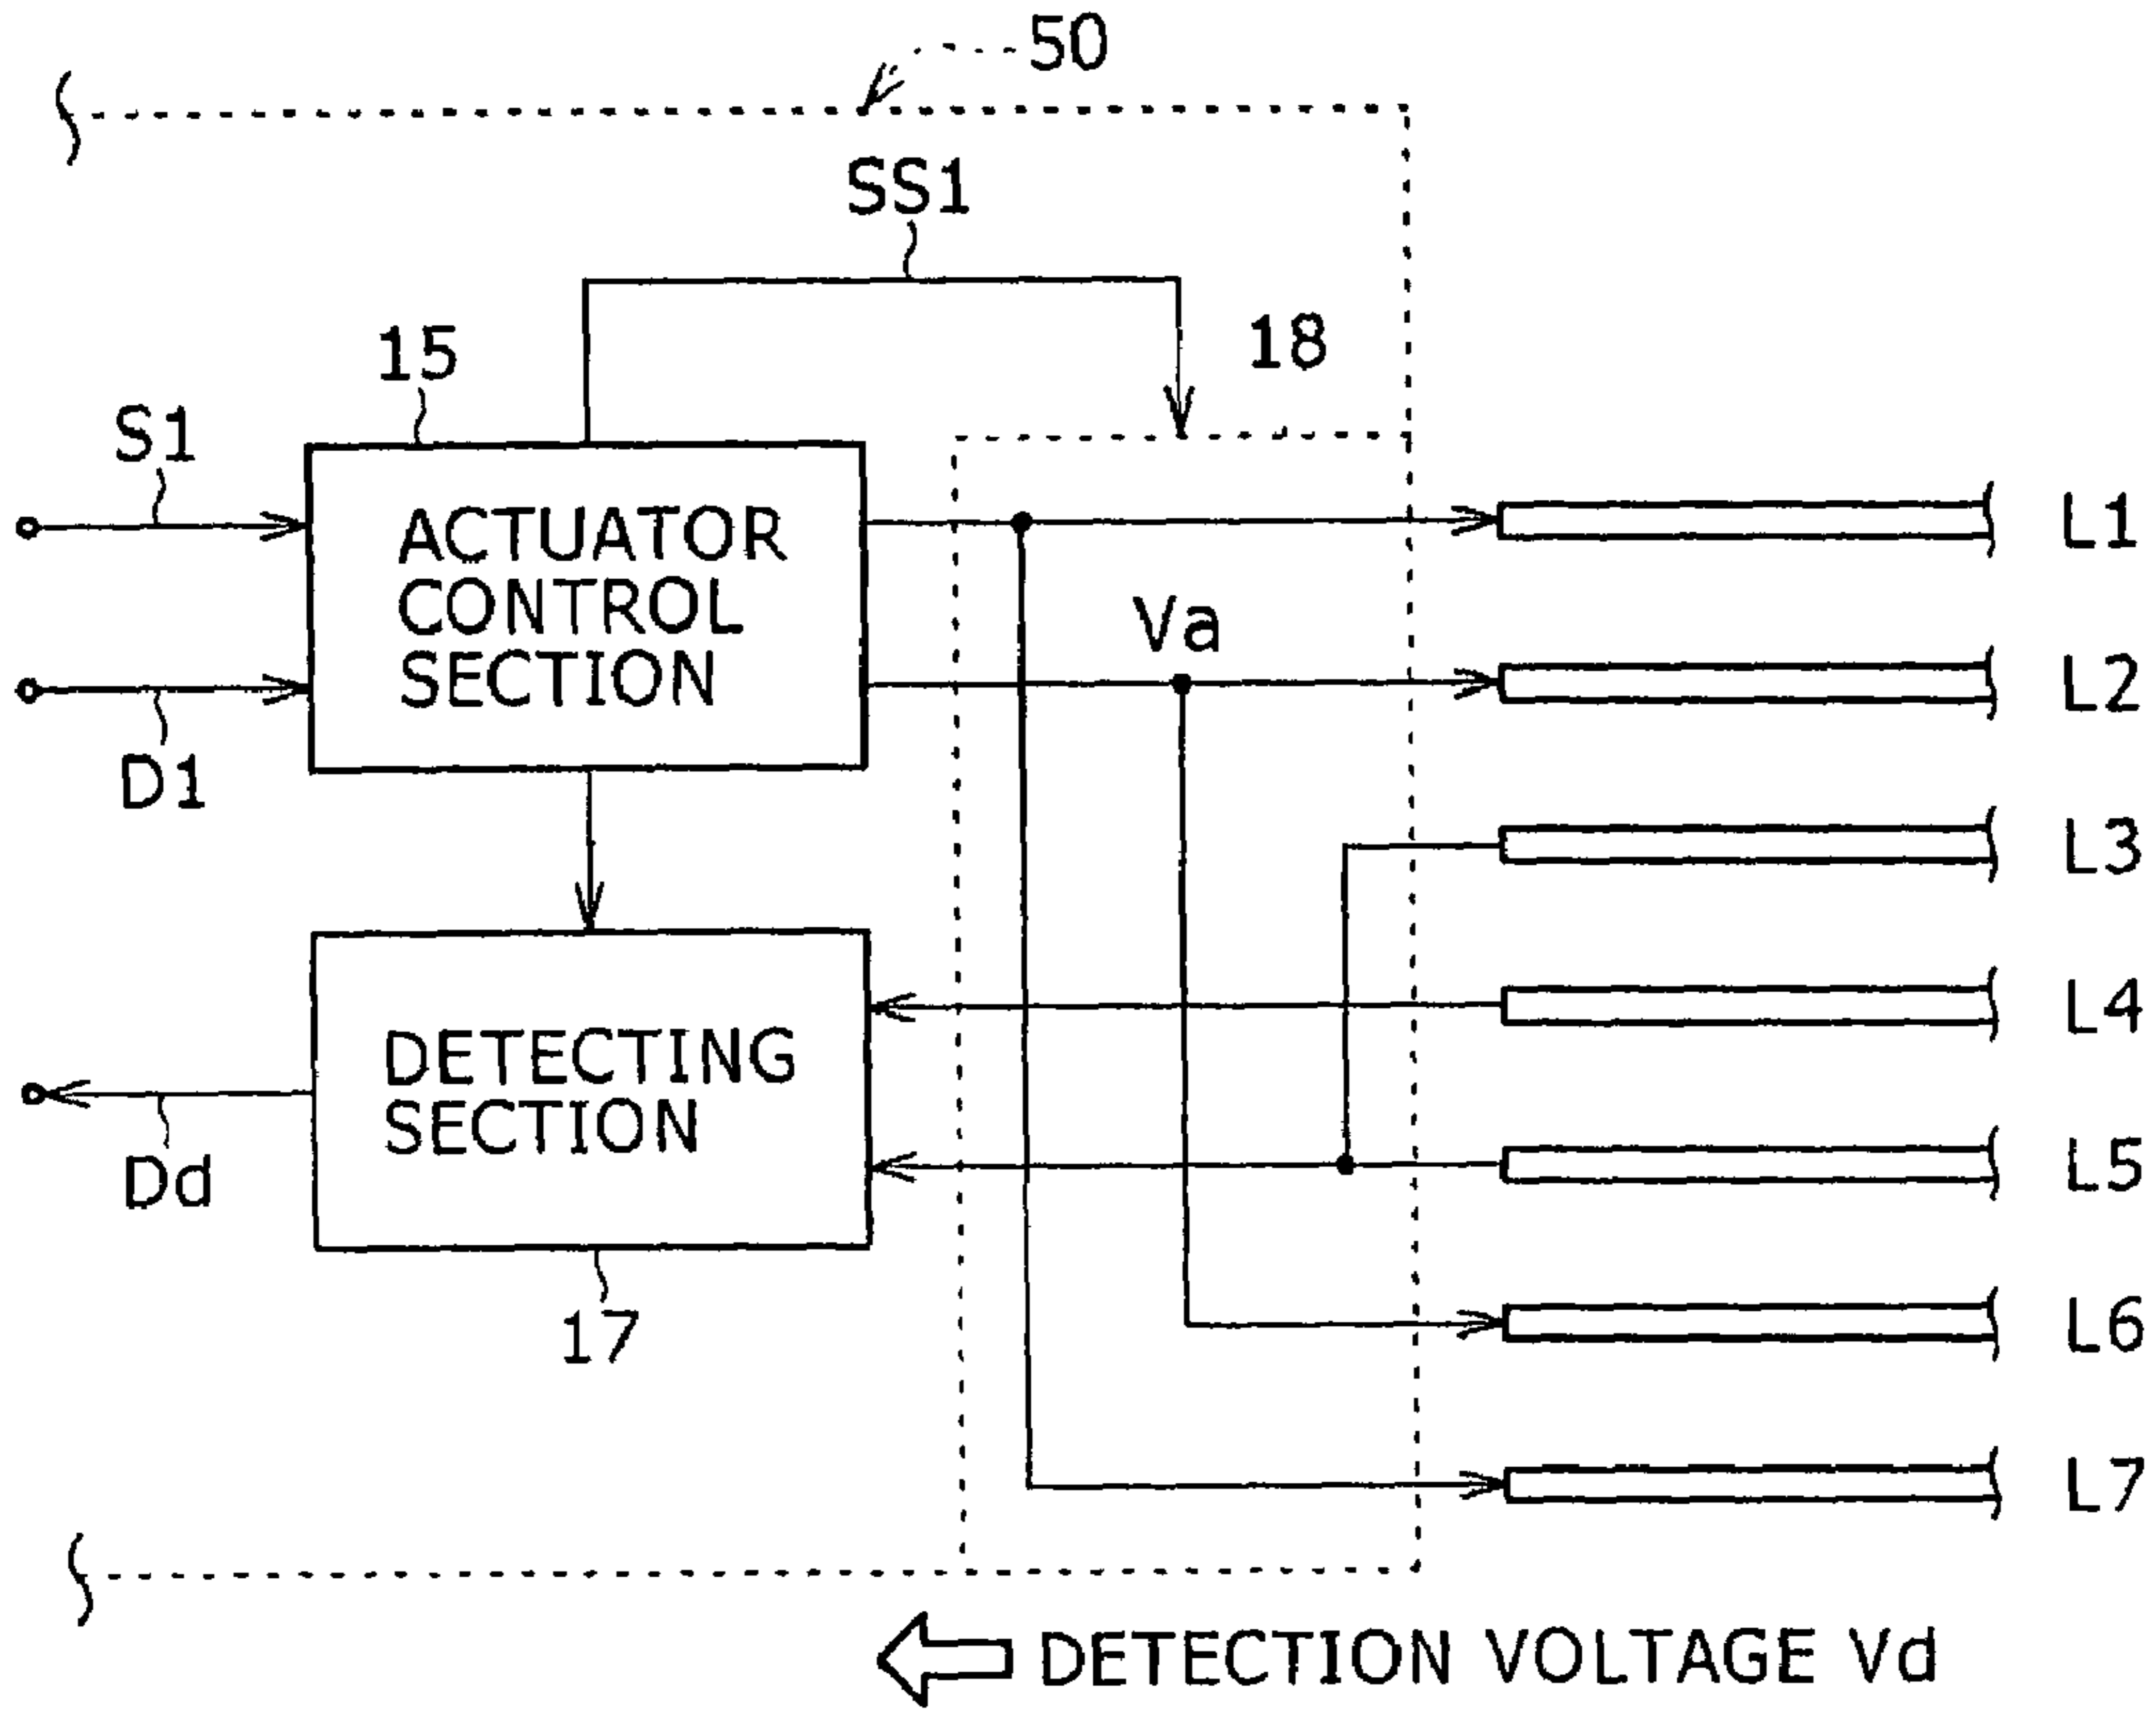 50
SS1
18
15
S1
ACTUATOR
CONTROL
SECTION
L1
Va
L2
D1
L3
L4
DETECTING
SECTION
L5
Dd
17
L6
L7
DETECTION VOLTAGE Vd